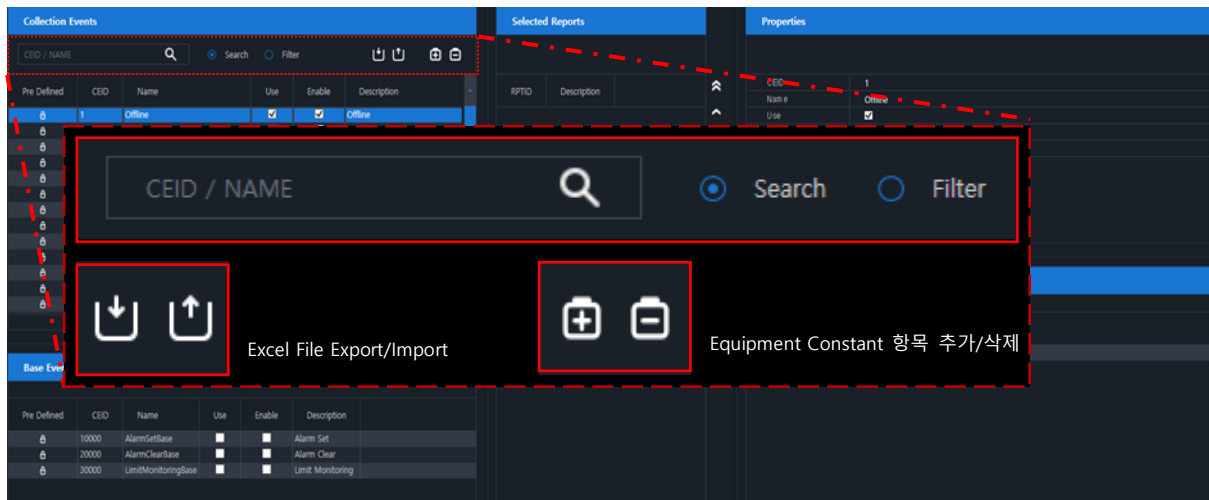 Collection Events
Selected Reports
Properties
CEID / NAME
Search
Filter
Pre Defined CEID Name Use Enable Description
RPTID Description
CEID 1
Name Offline
Use
1 Offline Offline
CEID / NAME
Search
Filter
Excel File Export/Import
Equipment Constant 항목 추가/삭제
Pre Defined CEID Name Use Enable Description
10000 AlarmSetBase Alarm Set
20000 AlarmClearBase Alarm Clear
30000 LimitMonitoringBase Limit Monitoring